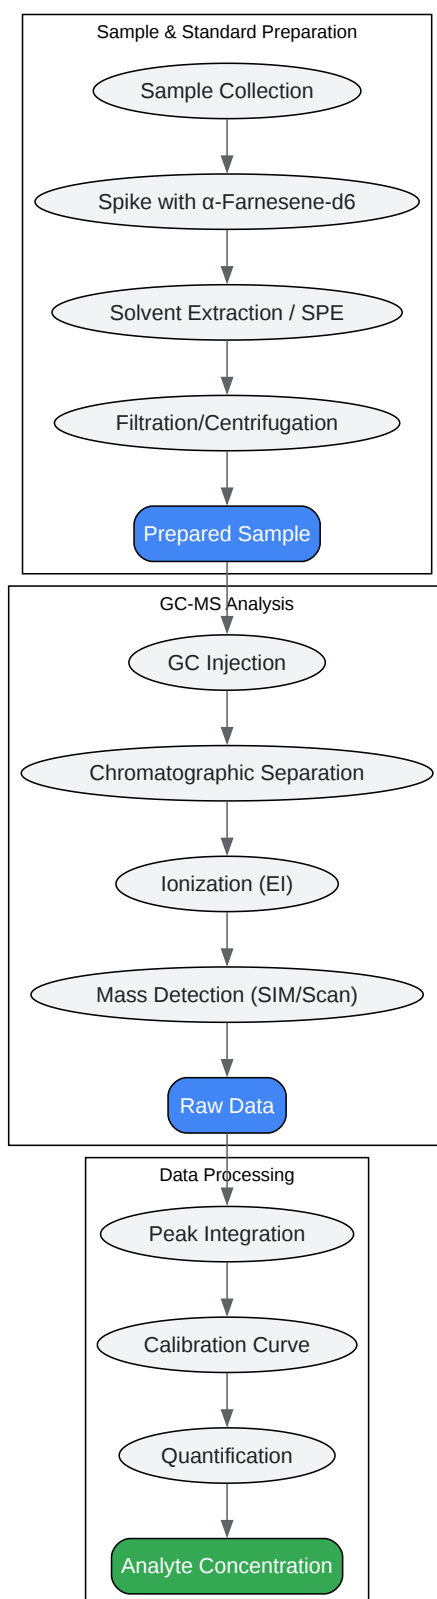 Sample & Standard Preparation
Sample Collection
Spike with α-Farnesene-d6
Solvent Extraction / SPE
Filtration/Centrifugation
Prepared Sample
GC-MS Analysis
GC Injection
Chromatographic Separation
Ionization (EI)
Mass Detection (SIM/Scan)
Raw Data
Data Processing
Peak Integration
Calibration Curve
Quantification
Analyte Concentration